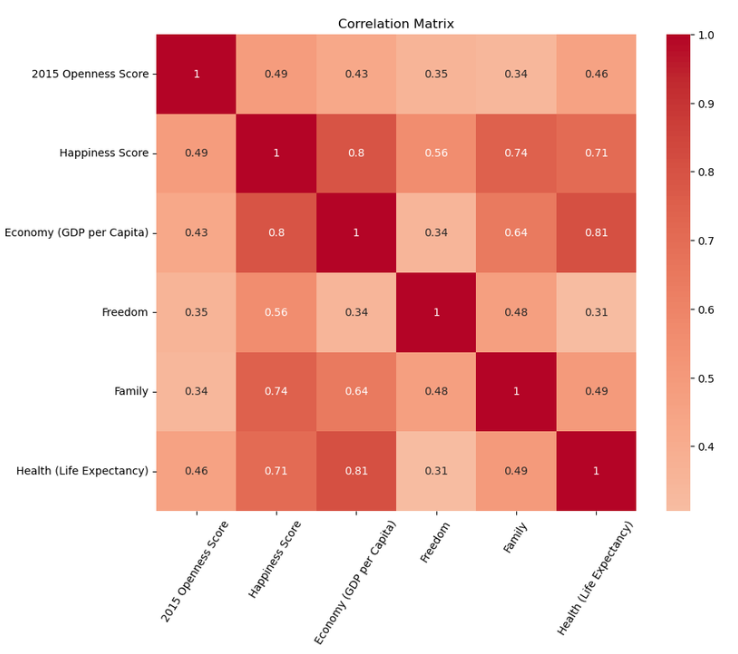 Correlation Matrix
2015 Openness Score 1 0.49 0.43 0.35 0.34 0.46
Happiness Score 0.49 1 0.8 0.56 0.74 0.71
Economy (GDP per Capita) 0.43 0.8 1 0.34 0.64 0.81
Freedom 0.35 0.56 0.34 1 0.48 0.31
Family 0.34 0.74 0.64 0.48 1 0.49
Health (Life Expectancy) 0.46 0.71 0.81 0.31 0.49 1
2015 Openness Score
Happiness Score
Economy (GDP per Capita)
Freedom
Family
Health (Life Expectancy)
1.0
0.9
0.8
0.7
0.6
0.5
0.4